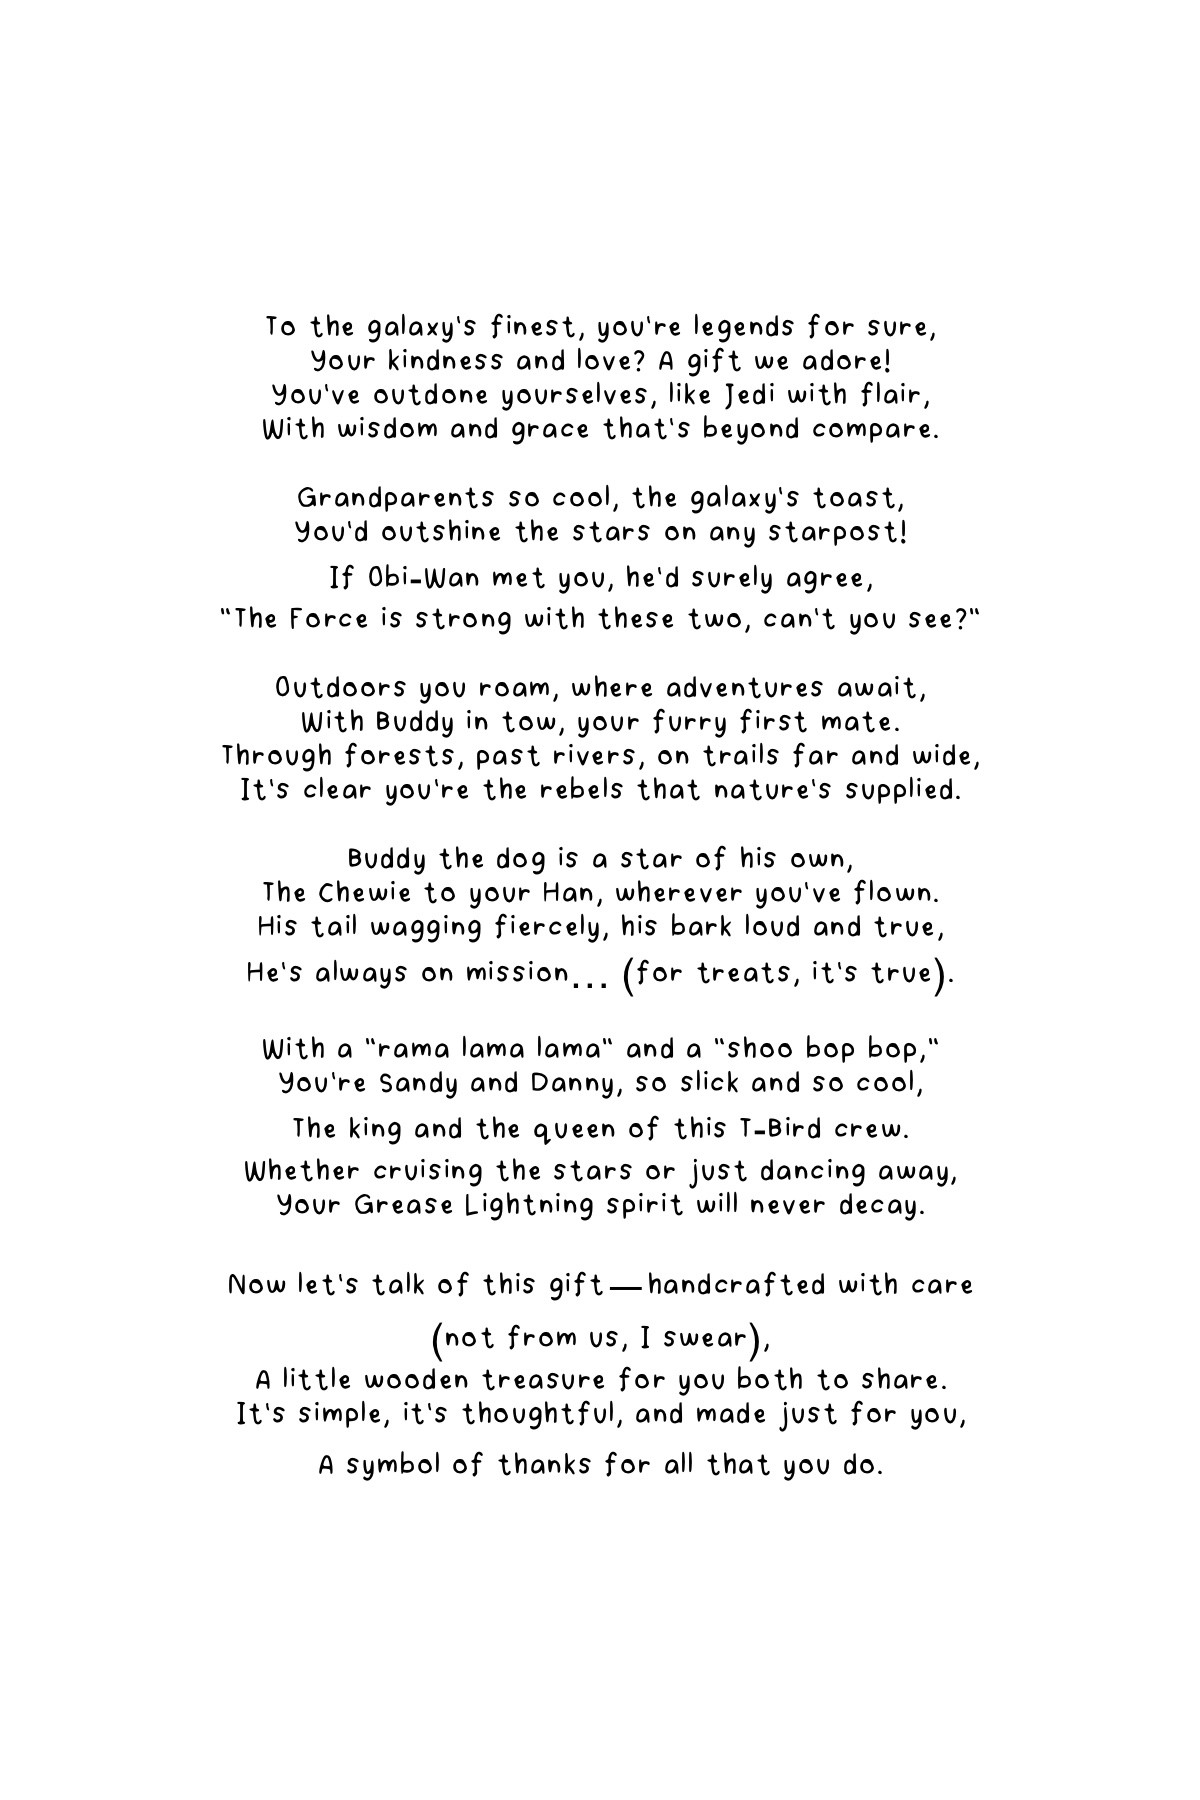 To the galaxy's finest, you're legends for sure,
Your kindness and love? A gift we adore!
You've outdone yourselves, like Jedi with flair,
With wisdom and grace that's beyond compare.
Grandparents so cool, the galaxy's toast,
You'd outshine the stars on any starpost!
If Obi-Wan met you, he'd surely agree,
"The Force is strong with these two, can't you see?"
Outdoors you roam, where adventures await,
With Buddy in tow, your furry first mate.
Through forests, past rivers, on trails far and wide,
It's clear you're the rebels that nature's supplied.
Buddy the dog is a star of his own,
The Chewie to your Han, wherever you've flown.
His tail wagging fiercely, his bark loud and true,
He's always on mission... (for treats, it's true).
With a "rama lama lama" and a "shoo bop bop,"
You're Sandy and Danny, so slick and so cool,
The king and the queen of this T-Bird crew.
Whether cruising the stars or just dancing away,
Your Grease Lightning spirit will never decay.
Now let's talk of this gift—handcrafted with care
(not from us, I swear),
A little wooden treasure for you both to share.
It's simple, it's thoughtful, and made just for you,
A symbol of thanks for all that you do.